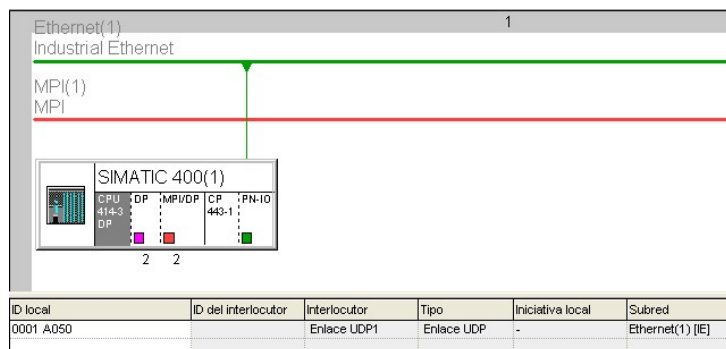 1
Ethernet(1)
Industrial Ethernet
MPI(1)
MPI
SIMATIC 400(1)
CPU 414-3 DP
DP
MPI/DP
CP 443-1
PN-IO
2 2
ID local ID del interlocutor Interlocutor Tipo Iniciativa local Subred
0001 A050 Enlace UDP1 Enlace UDP - Ethernet(1) [IE]